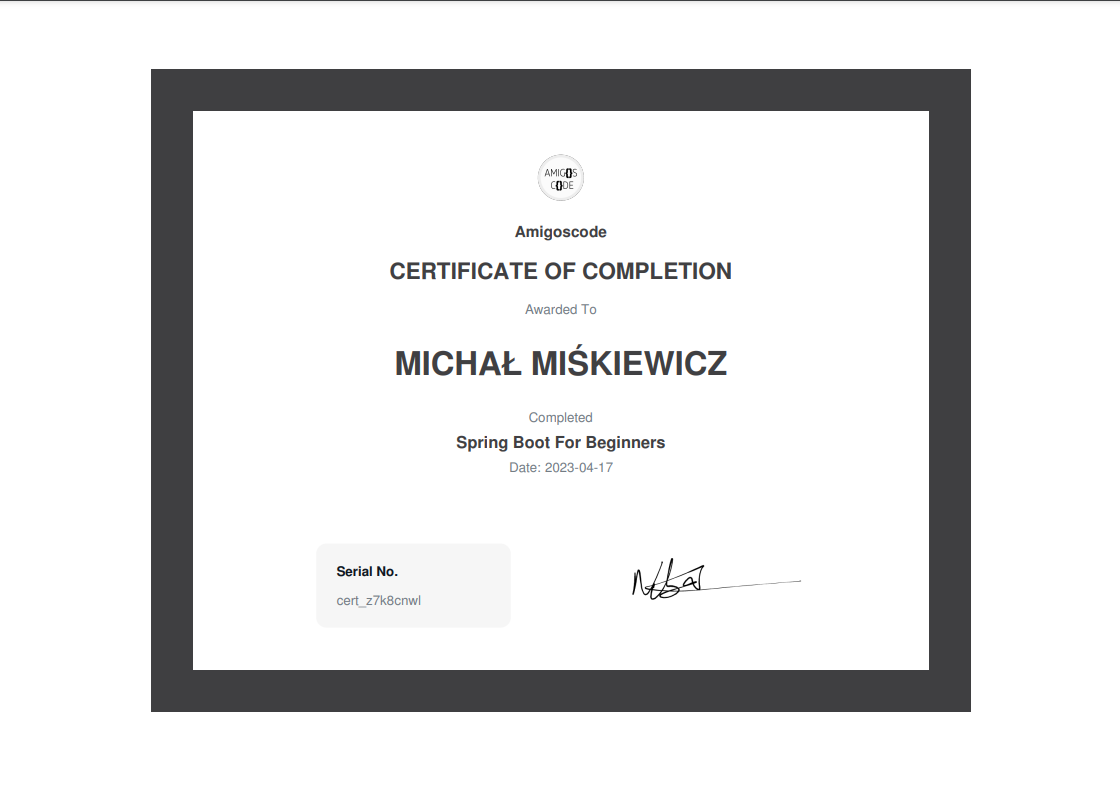 AMIGOS
CODE
Amigoscode
CERTIFICATE OF COMPLETION
Awarded To
MICHAŁ MIŚKIEWICZ
Completed
Spring Boot For Beginners
Date: 2023-04-17
Serial No.
cert_z7k8cnwl